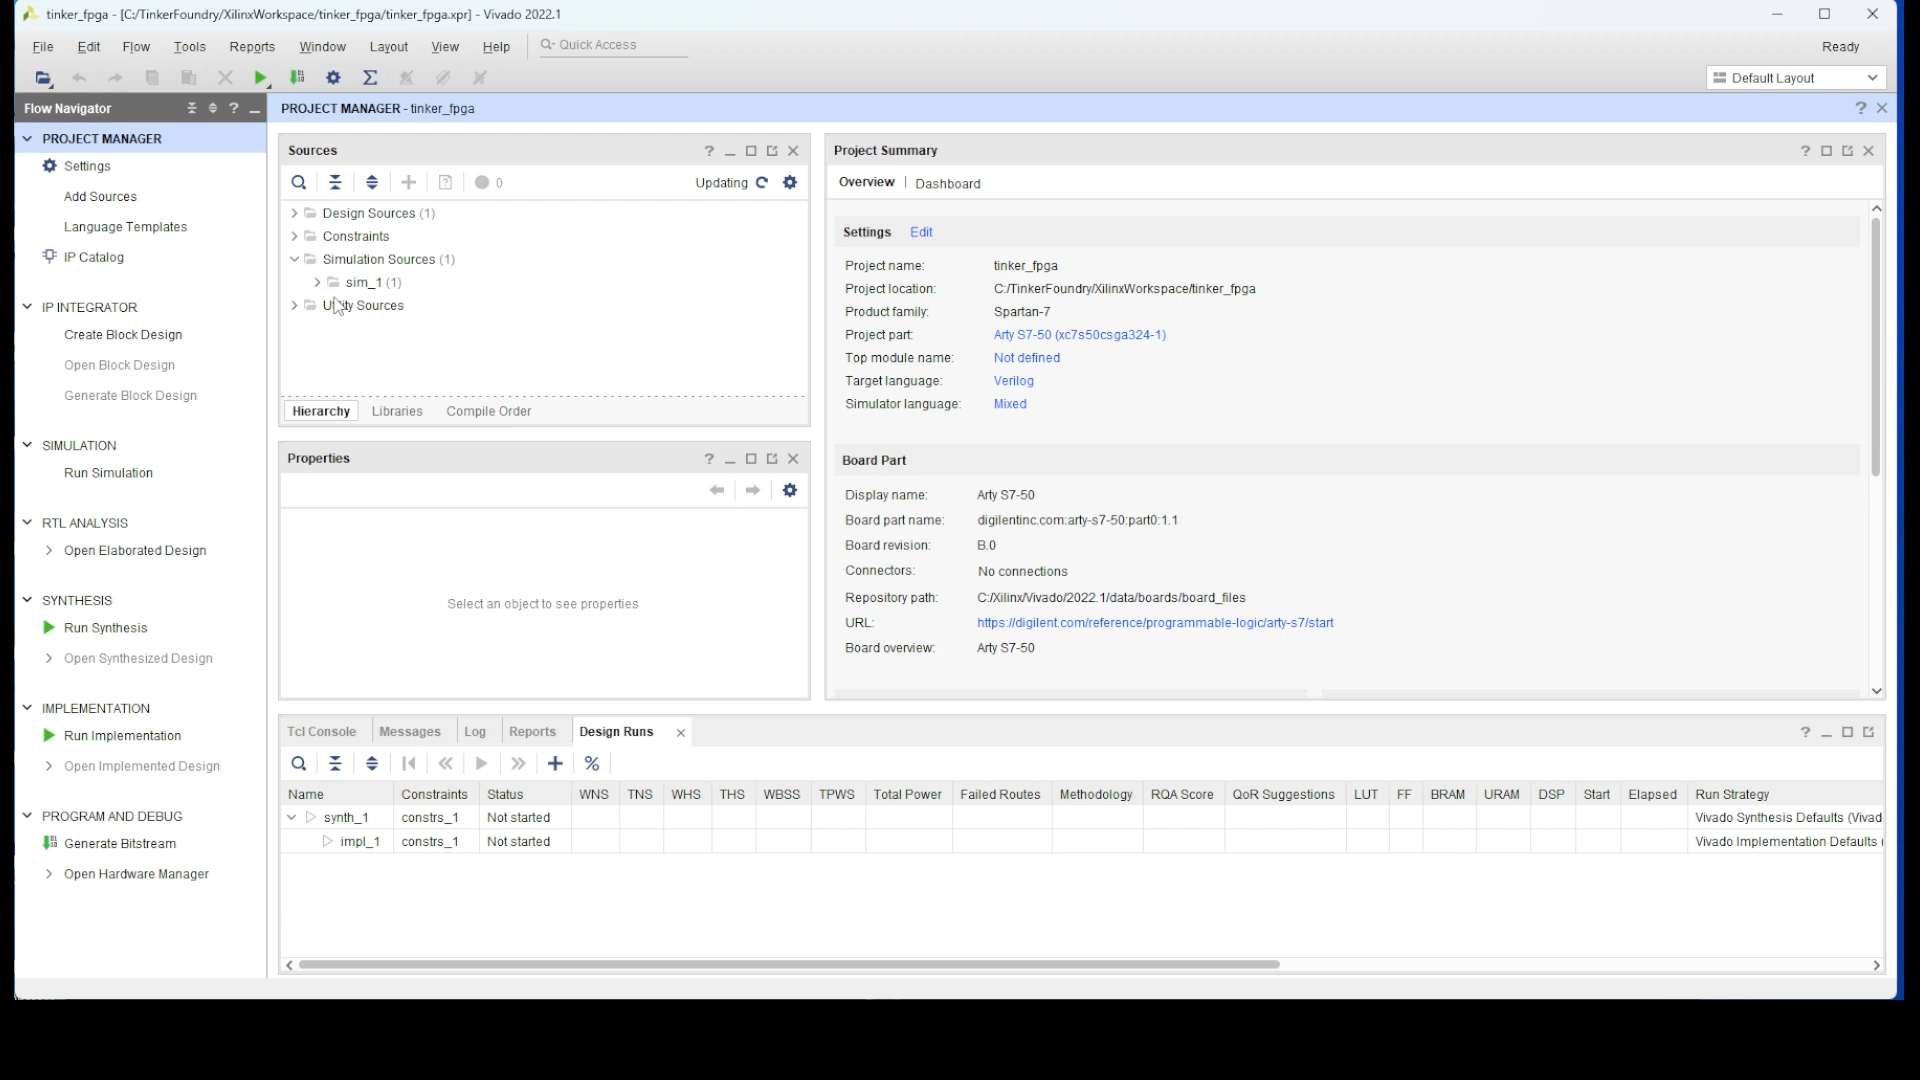 tinker_fpga - [C:/TinkerFoundry/XilinxWorkspace/tinker_fpga/tinker_fpga.xpr] - Vivado 2022.1
File Edit Flow Tools Reports Window Layout View Help Quick Access Ready
Default Layout
Flow Navigator
PROJECT MANAGER - tinker_fpga
PROJECT MANAGER
Settings
Add Sources
Language Templates
IP Catalog
IP INTEGRATOR
Create Block Design
Open Block Design
Generate Block Design
SIMULATION
Run Simulation
RTL ANALYSIS
Open Elaborated Design
SYNTHESIS
Run Synthesis
Open Synthesized Design
IMPLEMENTATION
Run Implementation
Open Implemented Design
PROGRAM AND DEBUG
Generate Bitstream
Open Hardware Manager
Sources
0 Updating
Design Sources (1)
Constraints
Simulation Sources (1)
sim_1 (1)
Utility Sources
Hierarchy Libraries Compile Order
Properties
Select an object to see properties
Project Summary
Overview | Dashboard
Settings Edit
Project name: tinker_fpga
Project location: C:/TinkerFoundry/XilinxWorkspace/tinker_fpga
Product family: Spartan-7
Project part: Arty S7-50 (xc7s50csga324-1)
Top module name: Not defined
Target language: Verilog
Simulator language: Mixed
Board Part
Display name: Arty S7-50
Board part name: digilentinc.com:arty-s7-50:part0:1.1
Board revision: B.0
Connectors: No connections
Repository path: C:/Xilinx/Vivado/2022.1/data/boards/board_files
URL: https://digilent.com/reference/programmable-logic/arty-s7/start
Board overview: Arty S7-50
Tcl Console Messages Log Reports Design Runs
Name Constraints Status WNS TNS WHS THS WBSS TPWS Total Power Failed Routes Methodology RQA Score QoR Suggestions LUT FF BRAM URAM DSP Start Elapsed Run Strategy
synth_1 constrs_1 Not started Vivado Synthesis Defaults (Vivad
impl_1 constrs_1 Not started Vivado Implementation Defaults (